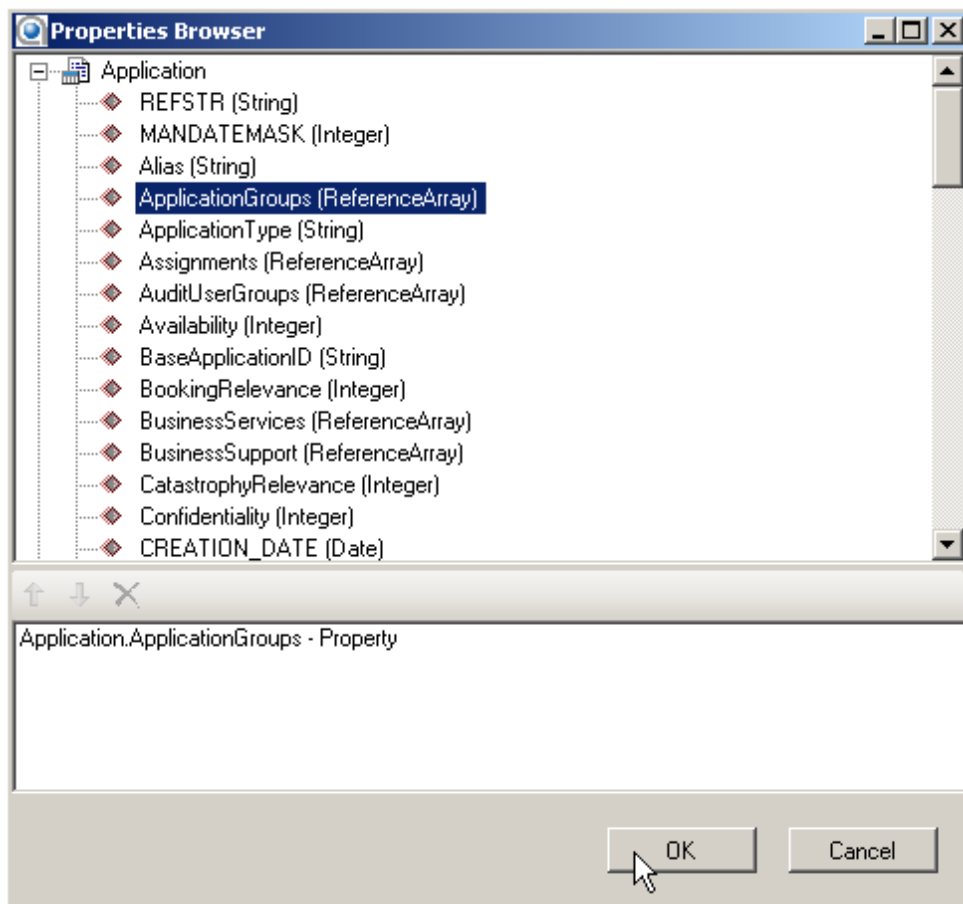 Properties Browser
Application
REFSTR (String)
MANDATEMASK (Integer)
Alias (String)
ApplicationGroups (ReferenceArray)
ApplicationType (String)
Assignments (ReferenceArray)
AuditUserGroups (ReferenceArray)
Availability (Integer)
BaseApplicationID (String)
BookingRelevance (Integer)
BusinessServices (ReferenceArray)
BusinessSupport (ReferenceArray)
CatastrophyRelevance (Integer)
Confidentiality (Integer)
CREATION_DATE (Date)
Application.ApplicationGroups - Property
OK Cancel